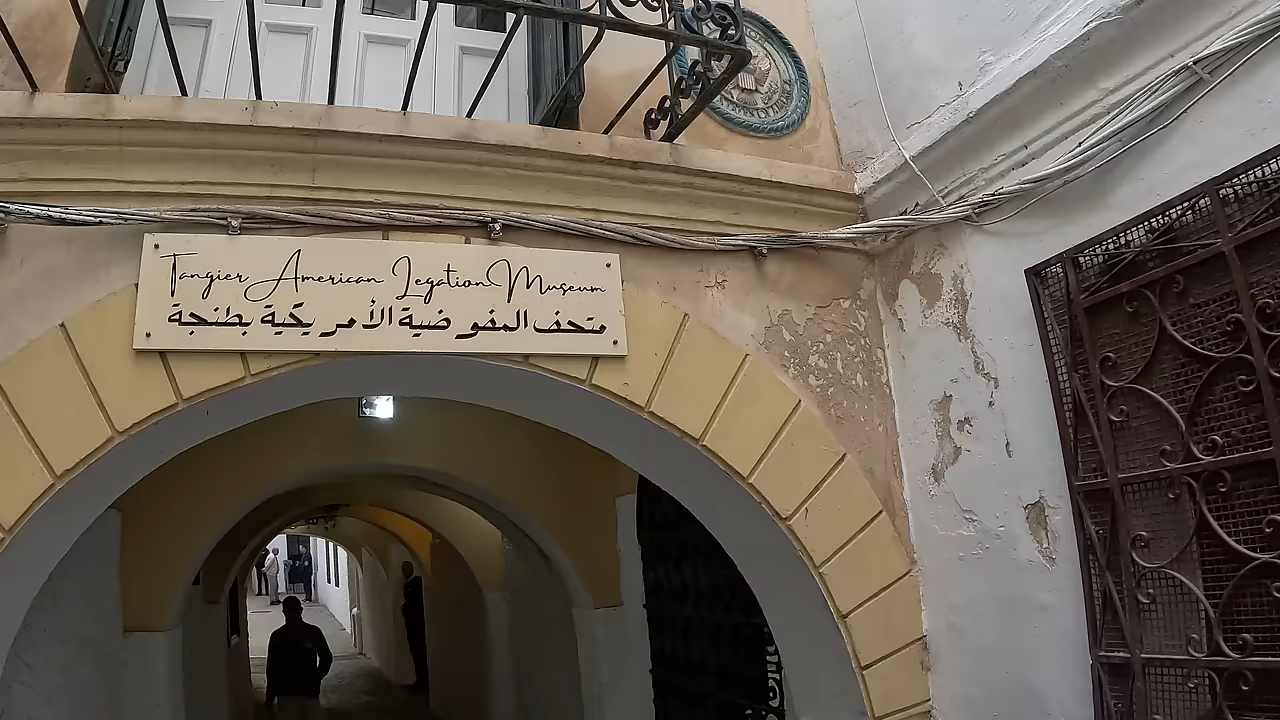 Tangier American Legation Museum
متحف المفوضية الأمريكية بطنجة